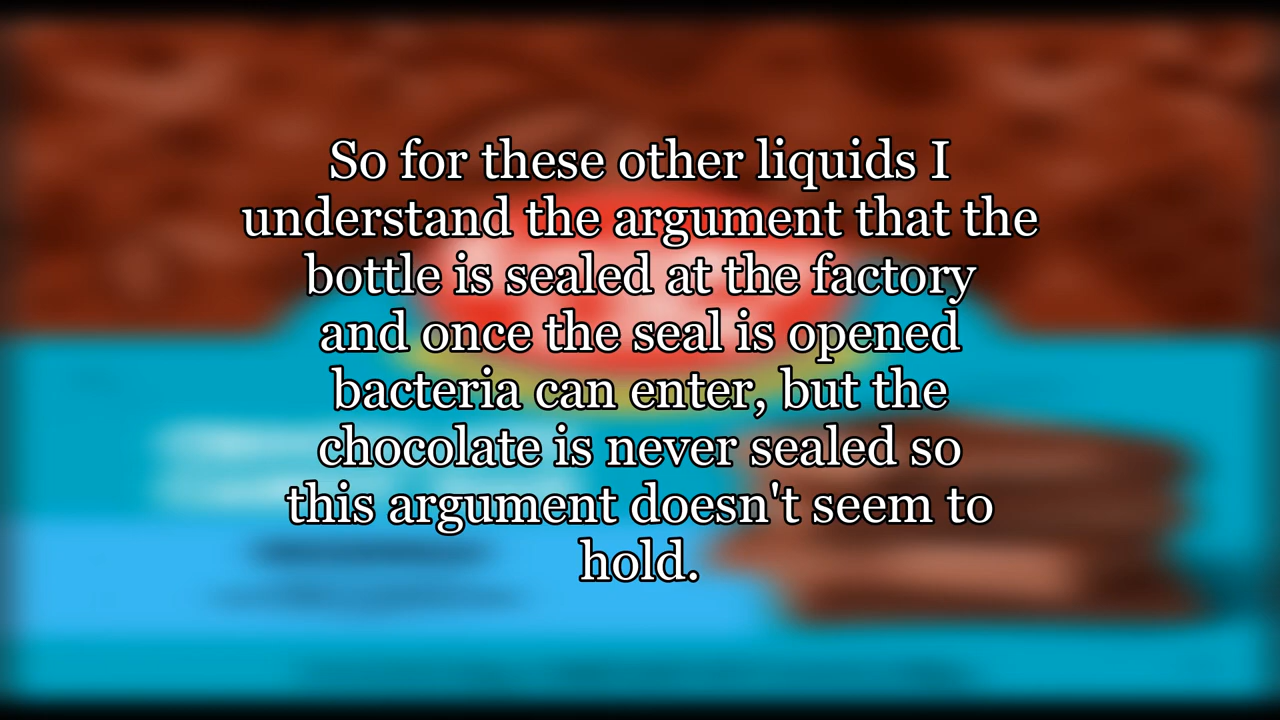 So for these other liquids I
understand the argument that the
bottle is sealed at the factory
and once the seal is opened
bacteria can enter, but the
chocolate is never sealed so
this argument doesn't seem to
hold.